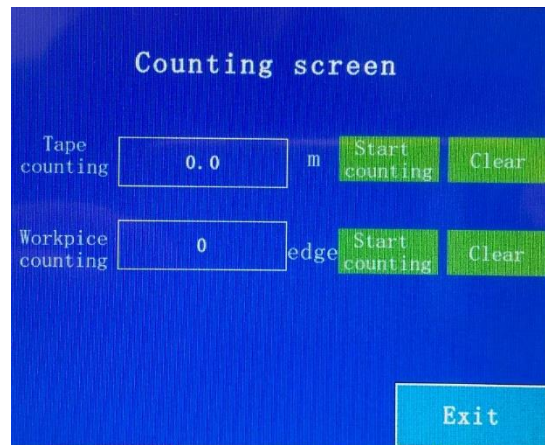 Counting screen
Tape
counting
0.0
m
Start
counting
Clear
Workpice
counting
0
edge
Start
counting
Clear
Exit